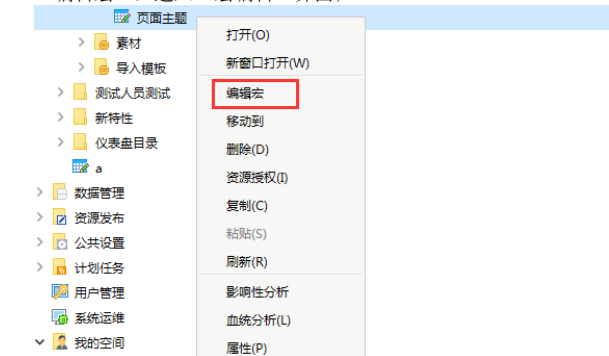 页面主题
素材
导入模板
测试人员测试
新特性
仪表盘目录
a
数据管理
资源发布
公共设置
计划任务
用户管理
系统运维
我的空间
打开(O)
新窗口打开(W)
编辑宏
移动到
删除(D)
资源授权(I)
复制(C)
粘贴(S)
刷新(R)
影响性分析
血统分析(L)
属性(P)